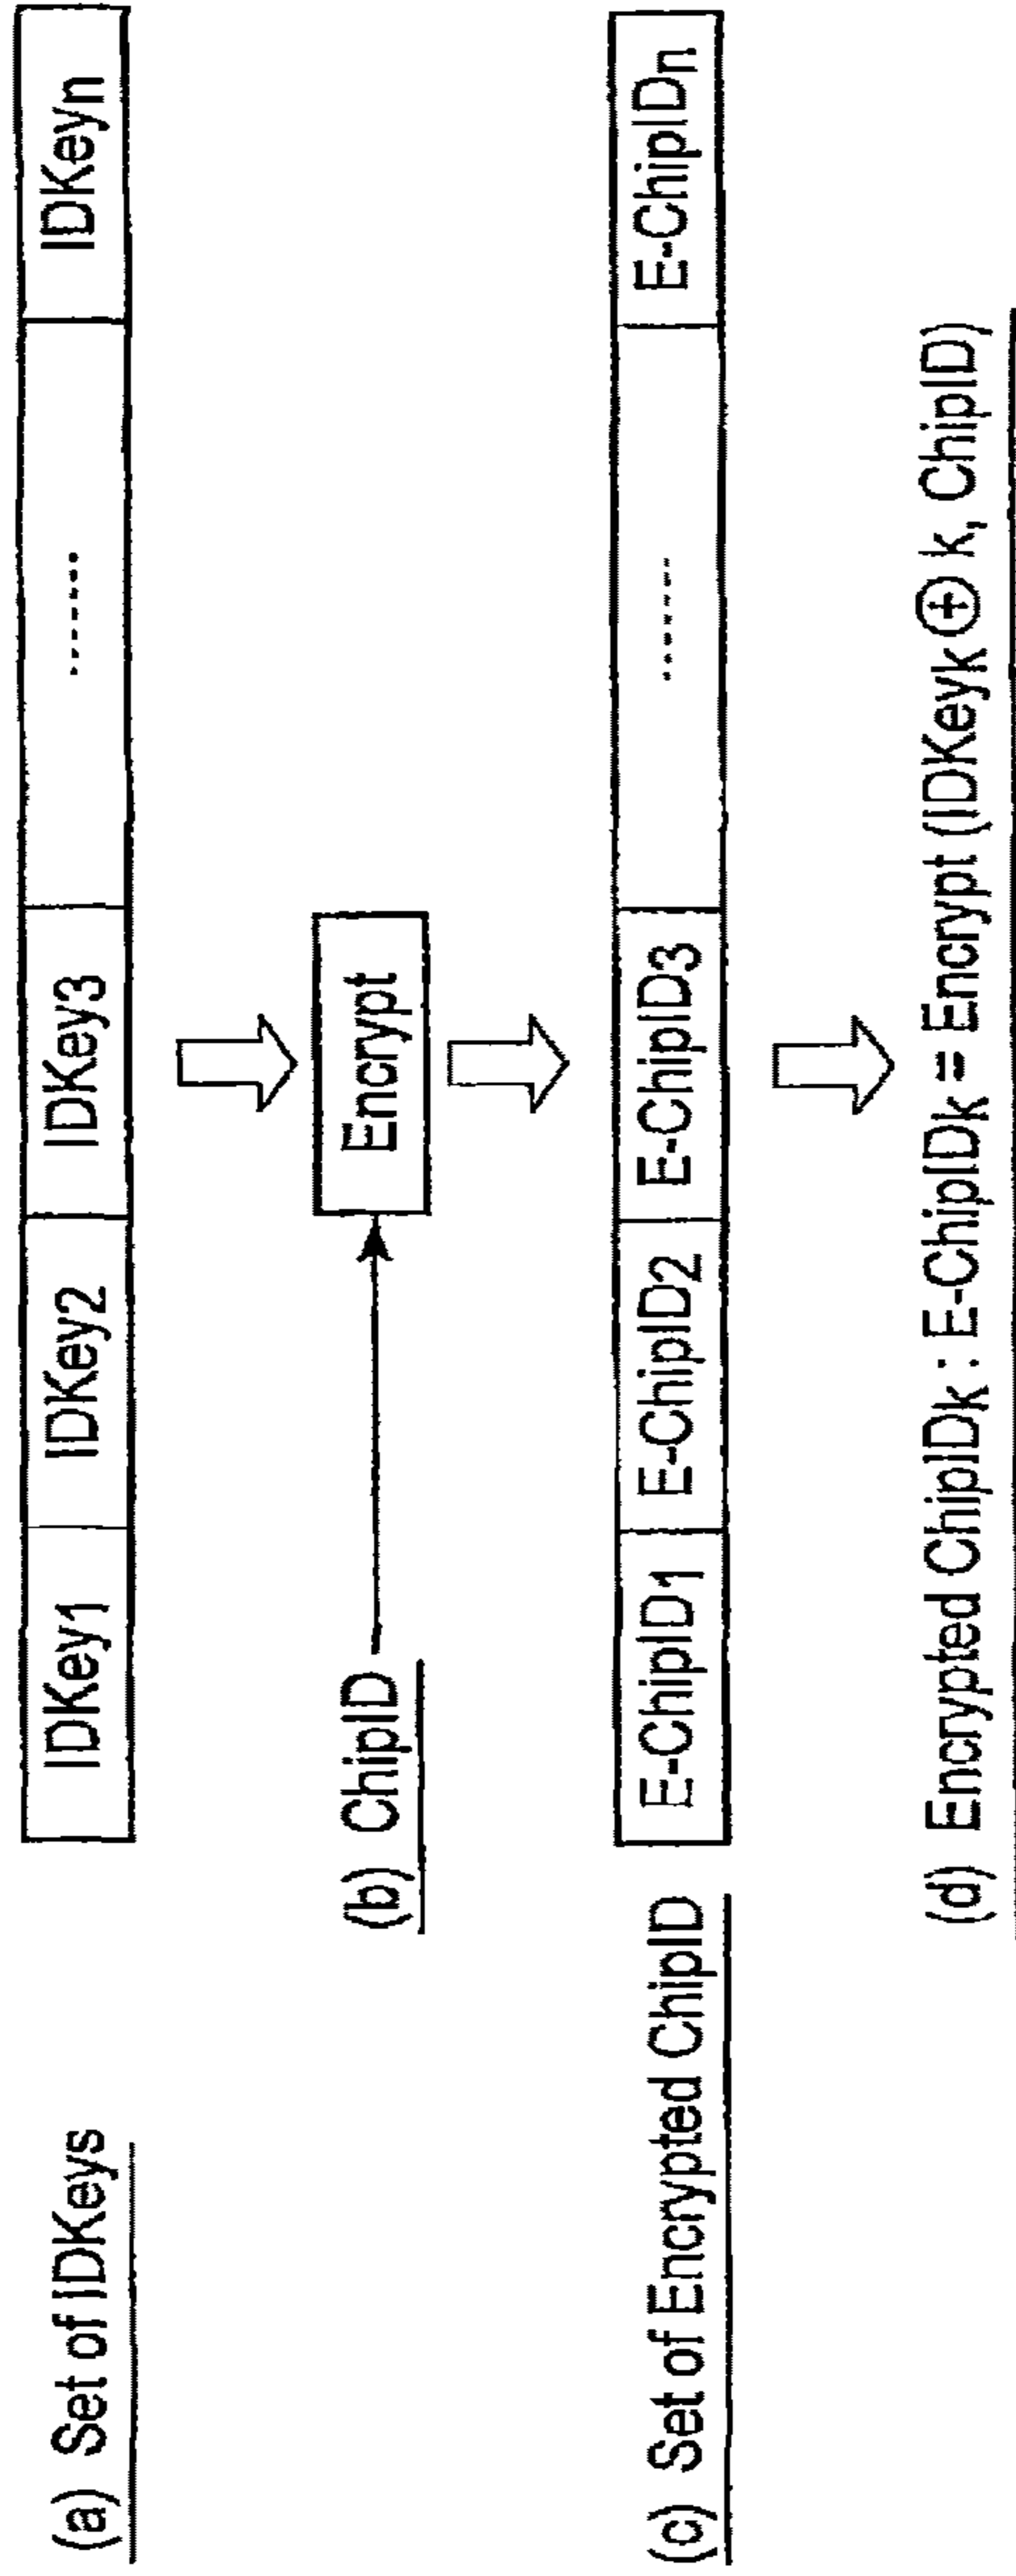 (a) Set of IDKeys
IDKey1 IDKey2 IDKey3 ------ IDKeyn
(b) ChipID
Encrypt
(c) Set of Encrypted ChipID
E-ChipID1 E-ChipID2 E-ChipID3 ------- E-ChipIDn
(d) Encrypted ChipIDk : E-ChipIDk = Encrypt (IDKeyk ⊕ k, ChipID)